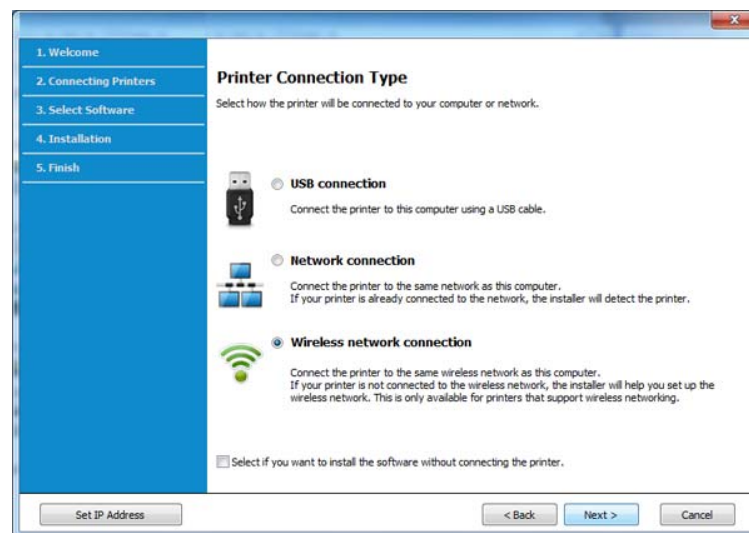 1. Welcome
2. Connecting Printers
3. Select Software
4. Installation
5. Finish
Printer Connection Type
Select how the printer will be connected to your computer or network.
USB connection
Connect the printer to this computer using a USB cable.
Network connection
Connect the printer to the same network as this computer.
If your printer is already connected to the network, the installer will detect the printer.
Wireless network connection
Connect the printer to the same wireless network as this computer.
If your printer is not connected to the wireless network, the installer will help you set up the
wireless network. This is only available for printers that support wireless networking.
Select if you want to install the software without connecting the printer.
Set IP Address
< Back
Next >
Cancel